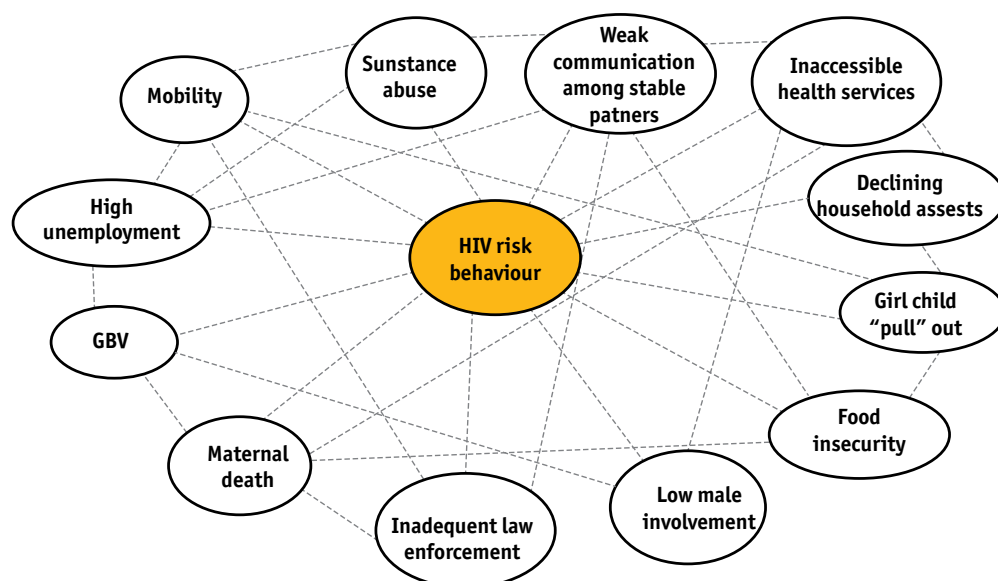 Mobility
Sunstance
abuse
Weak
communication
among stable
patners
Inaccessible
health services
High
unemployment
HIV risk
behaviour
Declining
household assests
GBV
Girl child
“pull” out
Maternal
death
Food
insecurity
Inadequent law
enforcement
Low male
involvement